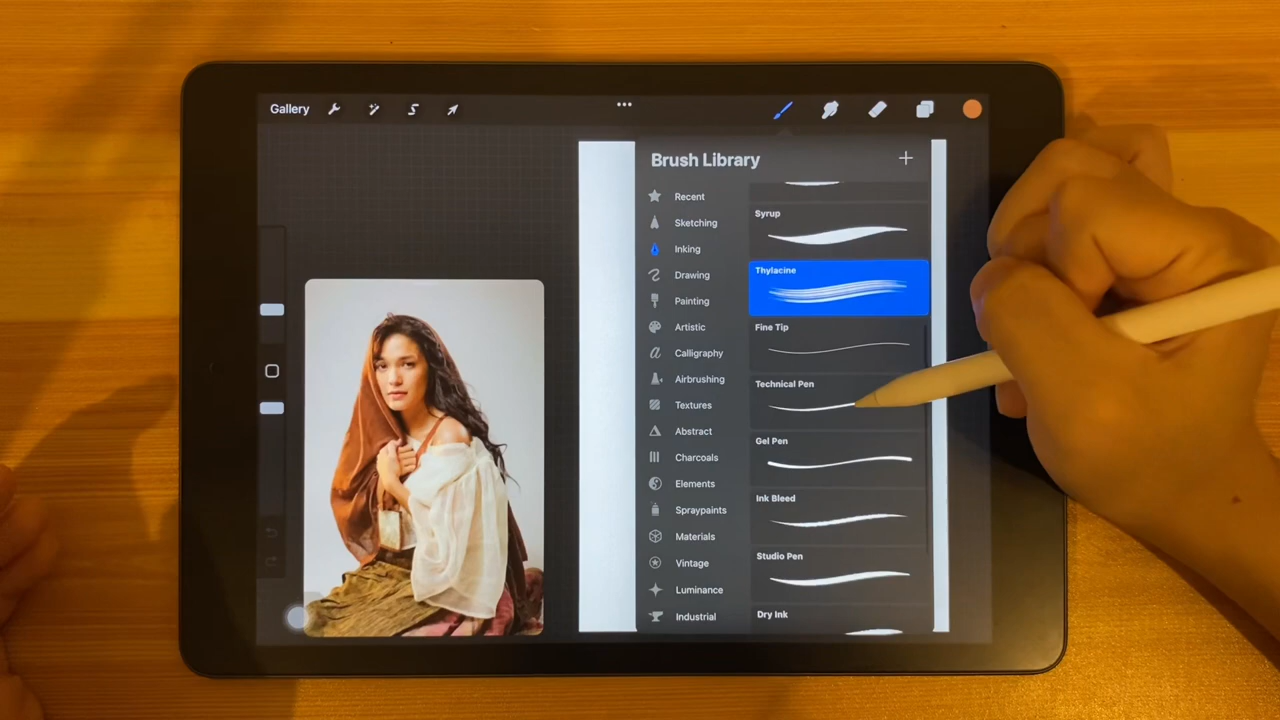 Gallery
Brush Library
Recent
Sketching
Inking
Drawing
Painting
Artistic
Calligraphy
Airbrushing
Textures
Abstract
Charcoals
Elements
Spraypaints
Materials
Vintage
Luminance
Industrial
Syrup
Thylacine
Fine Tip
Technical Pen
Gel Pen
Ink Bleed
Studio Pen
Dry Ink